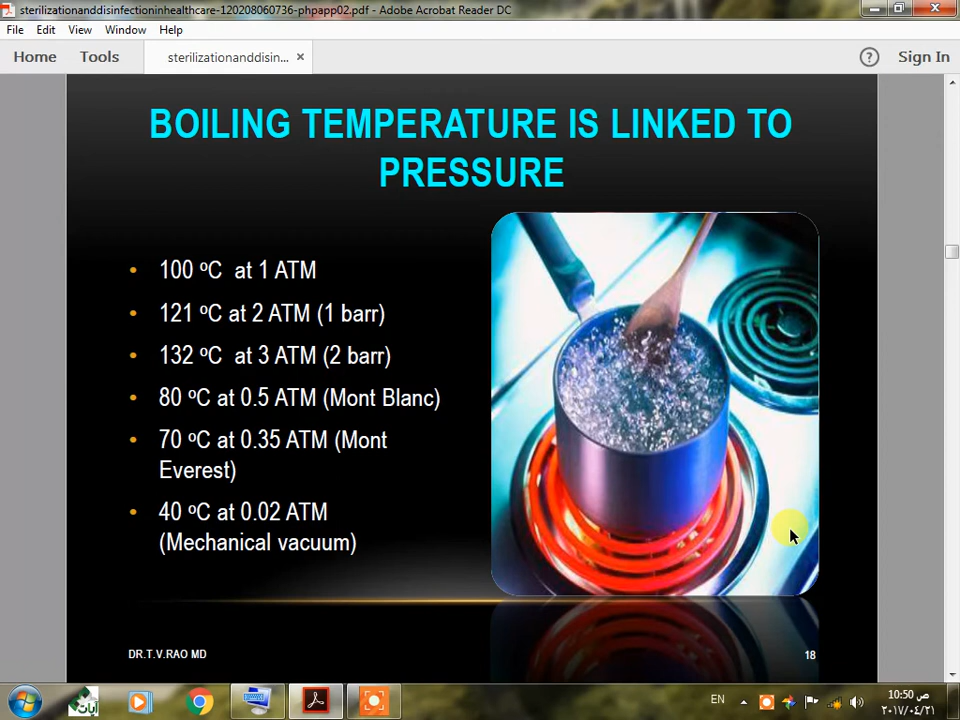 sterilizationanddisinfectioninhealthcare-120208060736-phpapp02.pdf - Adobe Acrobat Reader DC
File Edit View Window Help
Home Tools sterilizationanddisin... × ? Sign In
BOILING TEMPERATURE IS LINKED TO
PRESSURE
• 100 ºC at 1 ATM
• 121 ºC at 2 ATM (1 barr)
• 132 ºC at 3 ATM (2 barr)
• 80 ºC at 0.5 ATM (Mont Blanc)
• 70 ºC at 0.35 ATM (Mont
Everest)
• 40 ºC at 0.02 ATM
(Mechanical vacuum)
DR.T.V.RAO MD
18
آيات
EN
10:50 ص
٢٠١٧/٠٤/٢١